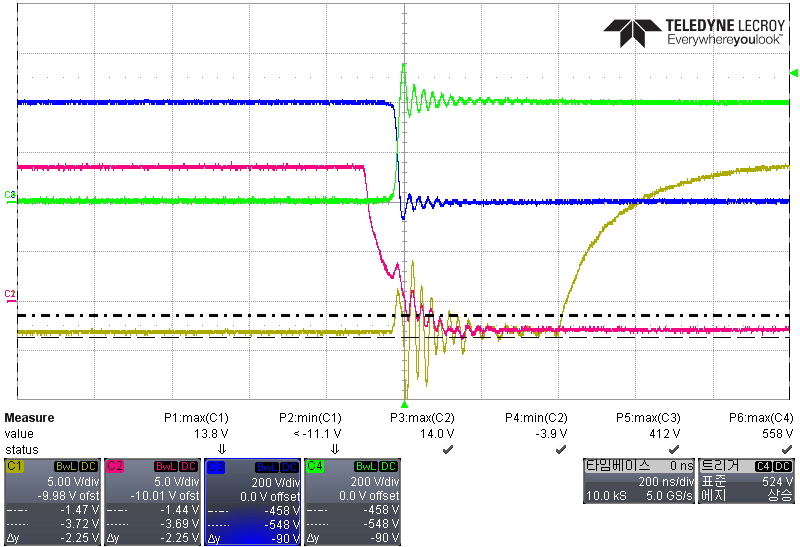 TELEDYNE LECROY
Everywhereyoulook™
C3
C2
Measure P1:max(C1) P2:min(C1) P3:max(C2) P4:min(C2) P5:max(C3) P6:max(C4)
value 13.8 V < -11.1 V 14.0 V -3.9 V 412 V 558 V
status
C1 BwL DC
5.00 V/div
-9.98 V ofst
-1.47 V
-3.72 V
Δy -2.25 V
C2 BwL DC
5.0 V/div
-10.01 V ofst
-1.44 V
-3.69 V
Δy -2.25 V
C3 BwL DC
200 V/div
0.0 V offset
-458 V
-548 V
Δy -90 V
C4 BwL DC
200 V/div
0.0 V offset
-458 V
-548 V
Δy -90 V
타임베이스 0 ns
200 ns/div
10.0 kS 5.0 GS/s
트리거 C4 DC
표준 524 V
에지 상승